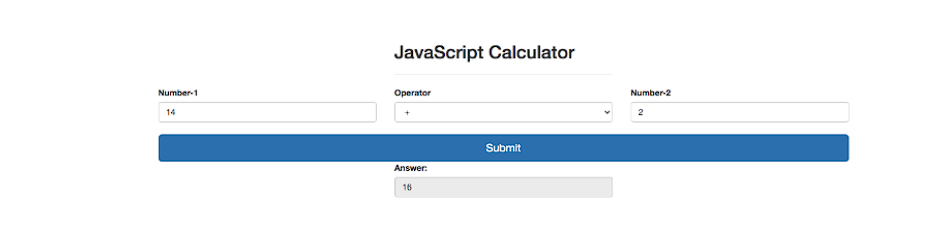 JavaScript Calculator
Number-1 Operator Number-2
14 + 2
Submit
Answer:
16